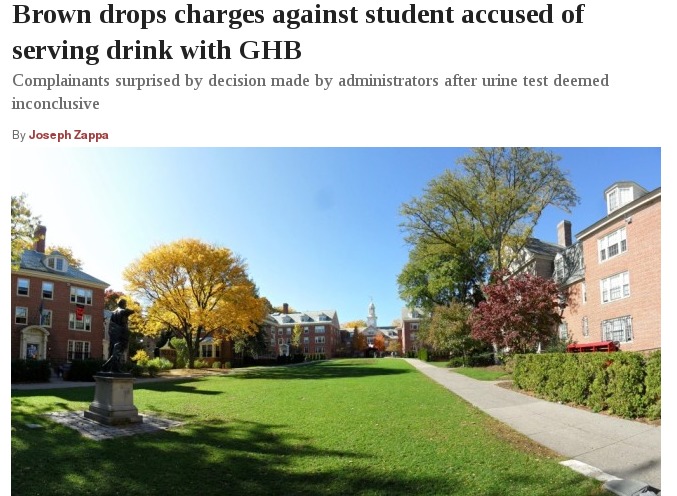 Brown drops charges against student accused of
serving drink with GHB
Complainants surprised by decision made by administrators after urine test deemed
inconclusive
By Joseph Zappa